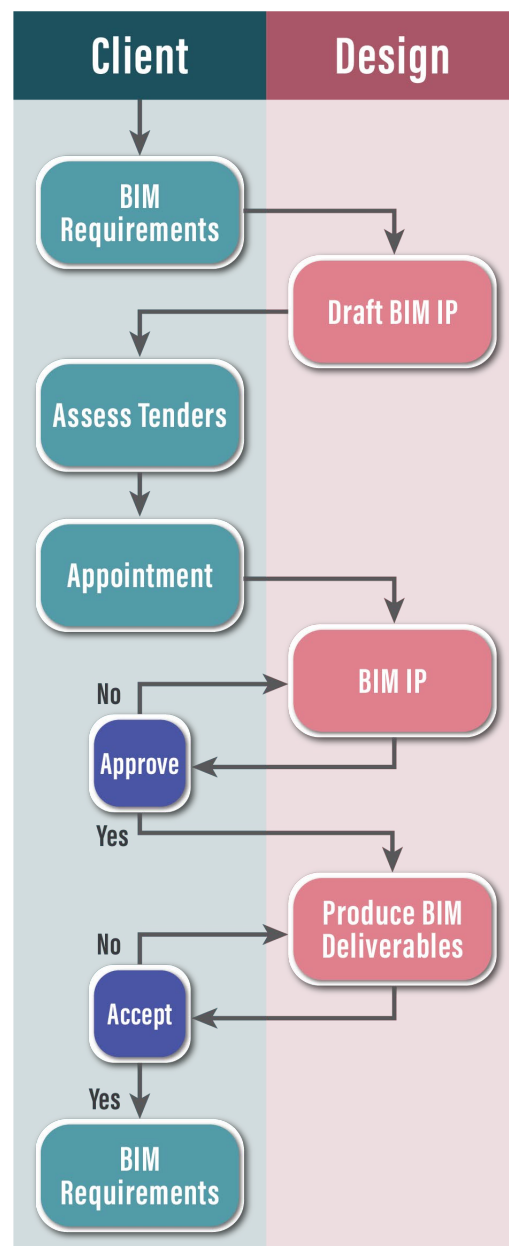 Client
Design
BIM
Requirements
Draft BIM IP
Assess Tenders
Appointment
BIM IP
No
Approve
Yes
Produce BIM
Deliverables
No
Accept
Yes
BIM
Requirements